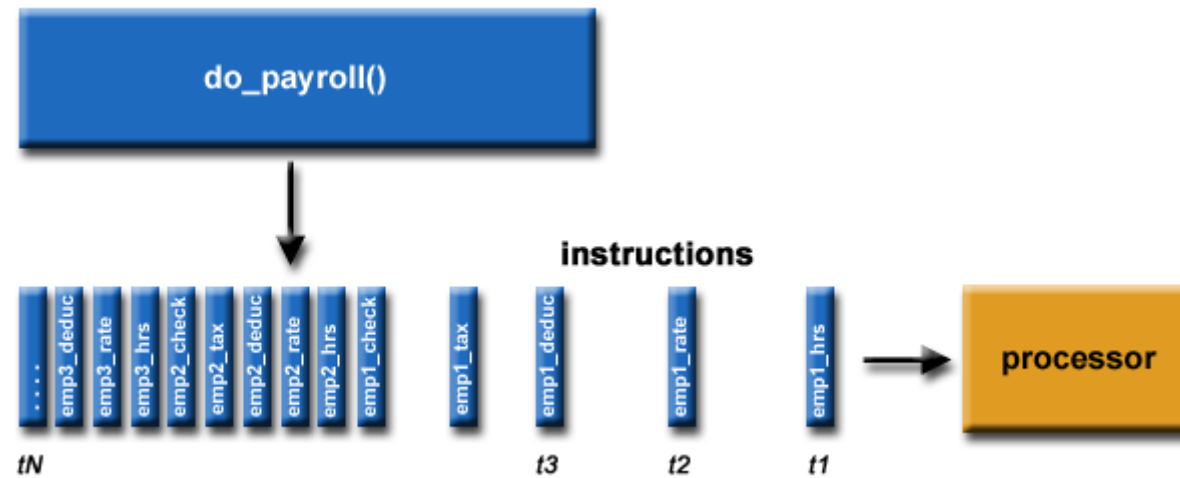 do_payroll()
instructions
. . . .
emp3_deduc
emp3_rate
emp3_hrs
emp2_check
emp2_tax
emp2_deduc
emp2_rate
emp2_hrs
emp1_check
emp1_tax
emp1_deduc
emp1_rate
emp1_hrs
processor
tN
t3
t2
t1